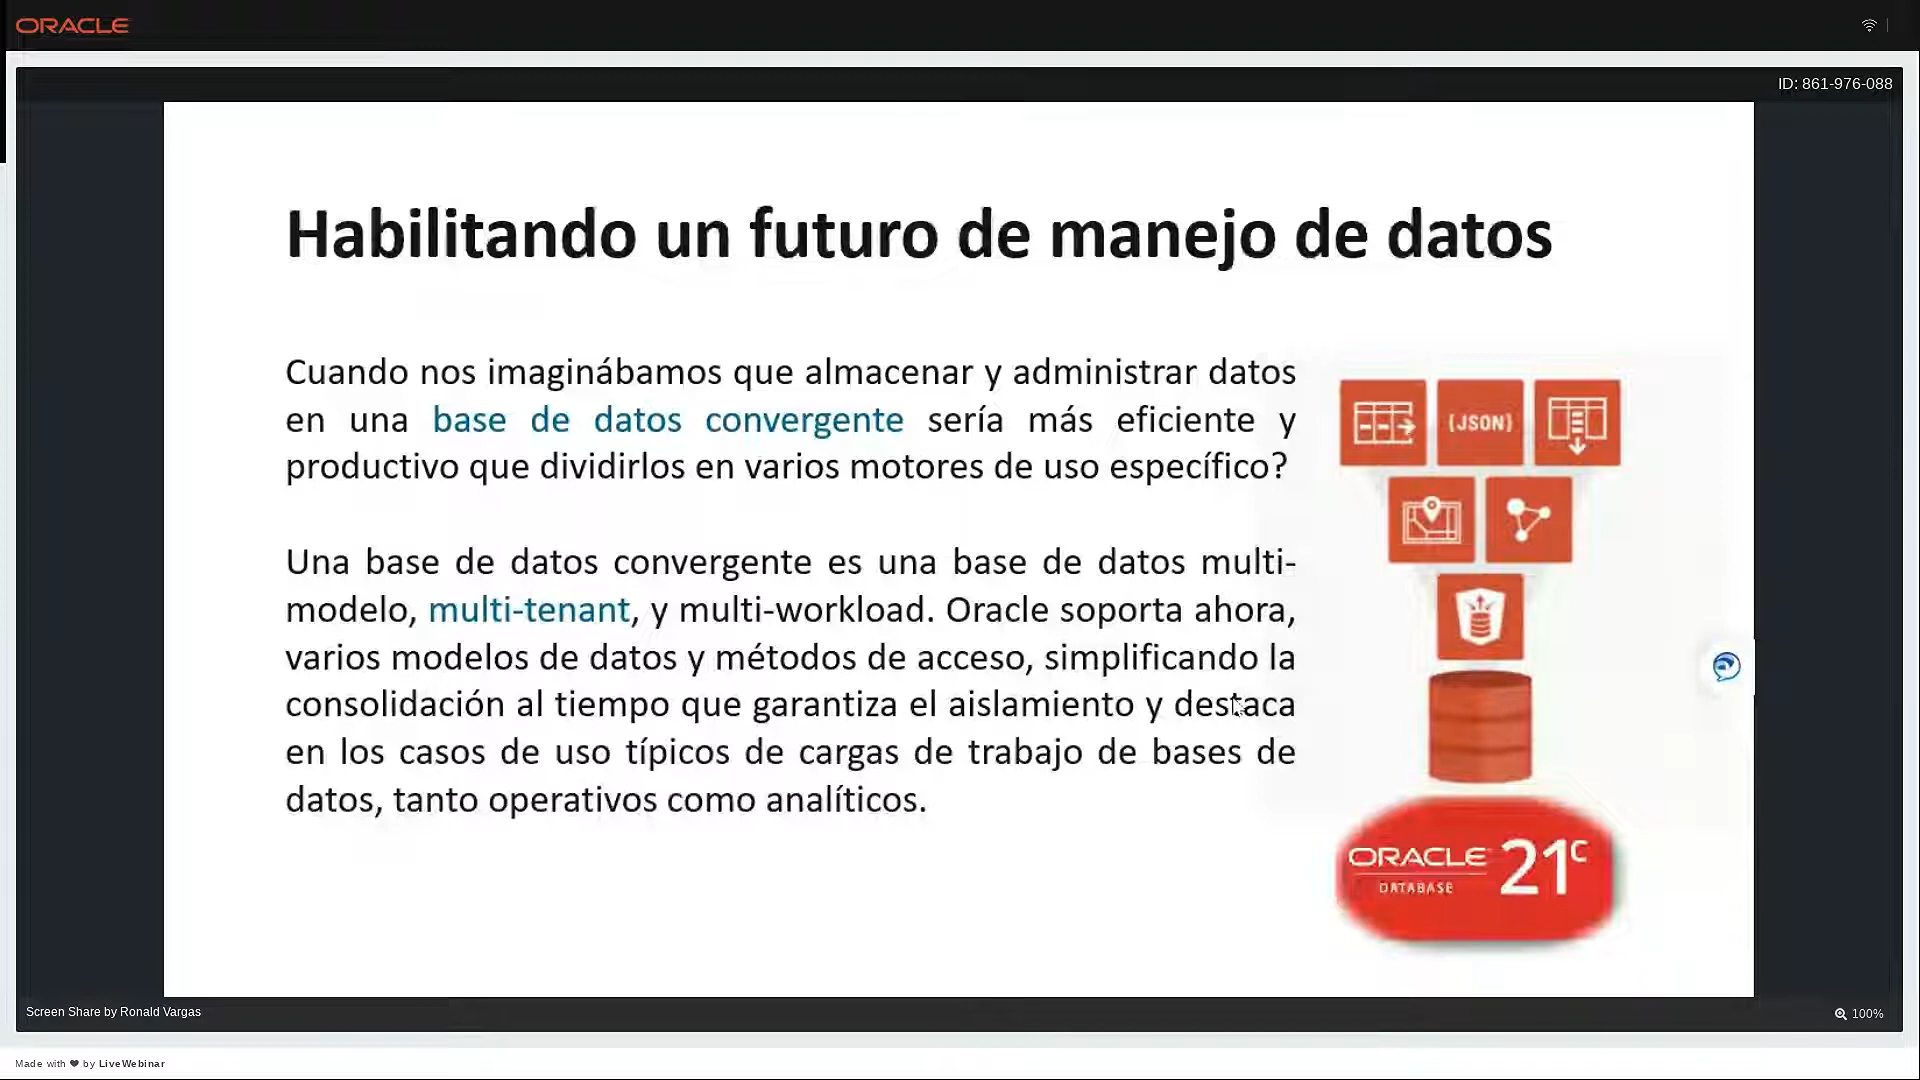 ORACLE
ID: 861-976-088
Habilitando un futuro de manejo de datos
Cuando nos imaginábamos que almacenar y administrar datos
en una base de datos convergente sería más eficiente y
productivo que dividirlos en varios motores de uso específico?
Una base de datos convergente es una base de datos multi-
modelo, multi-tenant, y multi-workload. Oracle soporta ahora,
varios modelos de datos y métodos de acceso, simplificando la
consolidación al tiempo que garantiza el aislamiento y destaca
en los casos de uso típicos de cargas de trabajo de bases de
datos, tanto operativos como analíticos.
{JSON}
ORACLE
DATABASE
21c
Screen Share by Ronald Vargas
100%
Made with ❤ by LiveWebinar